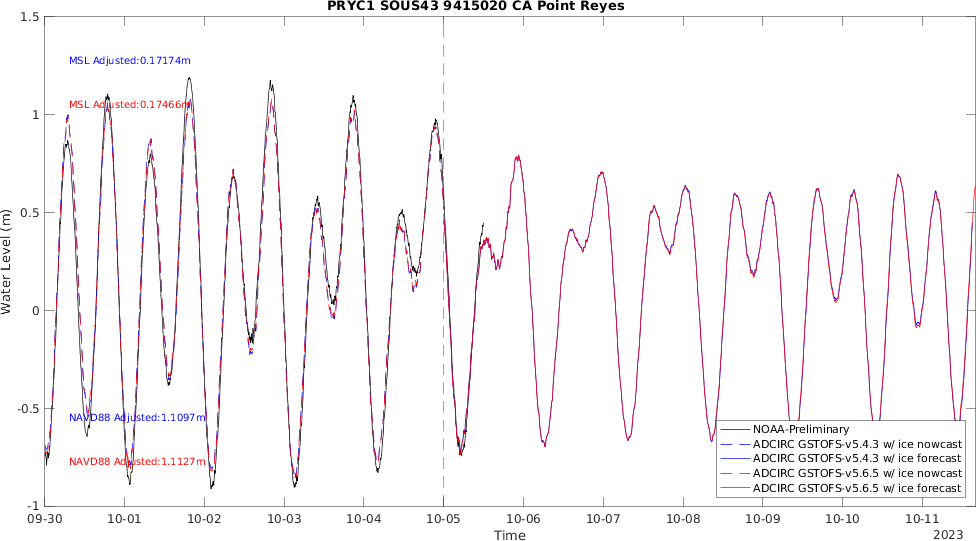 PRYC1 SOUS43 9415020 CA Point Reyes
1.5
1
0.5
0
-0.5
-1
Water Level (m)
MSL Adjusted:0.17174m
MSL Adjusted:0.17466m
NAVD88 Adjusted:1.1097m
NAVD88 Adjusted:1.1127m
NOAA-Preliminary
ADCIRC GSTOFS-v5.4.3 w/ ice nowcast
ADCIRC GSTOFS-v5.4.3 w/ ice forecast
ADCIRC GSTOFS-v5.6.5 w/ ice nowcast
ADCIRC GSTOFS-v5.6.5 w/ ice forecast
09-30 10-01 10-02 10-03 10-04 10-05 10-06 10-07 10-08 10-09 10-10 10-11
Time
2023